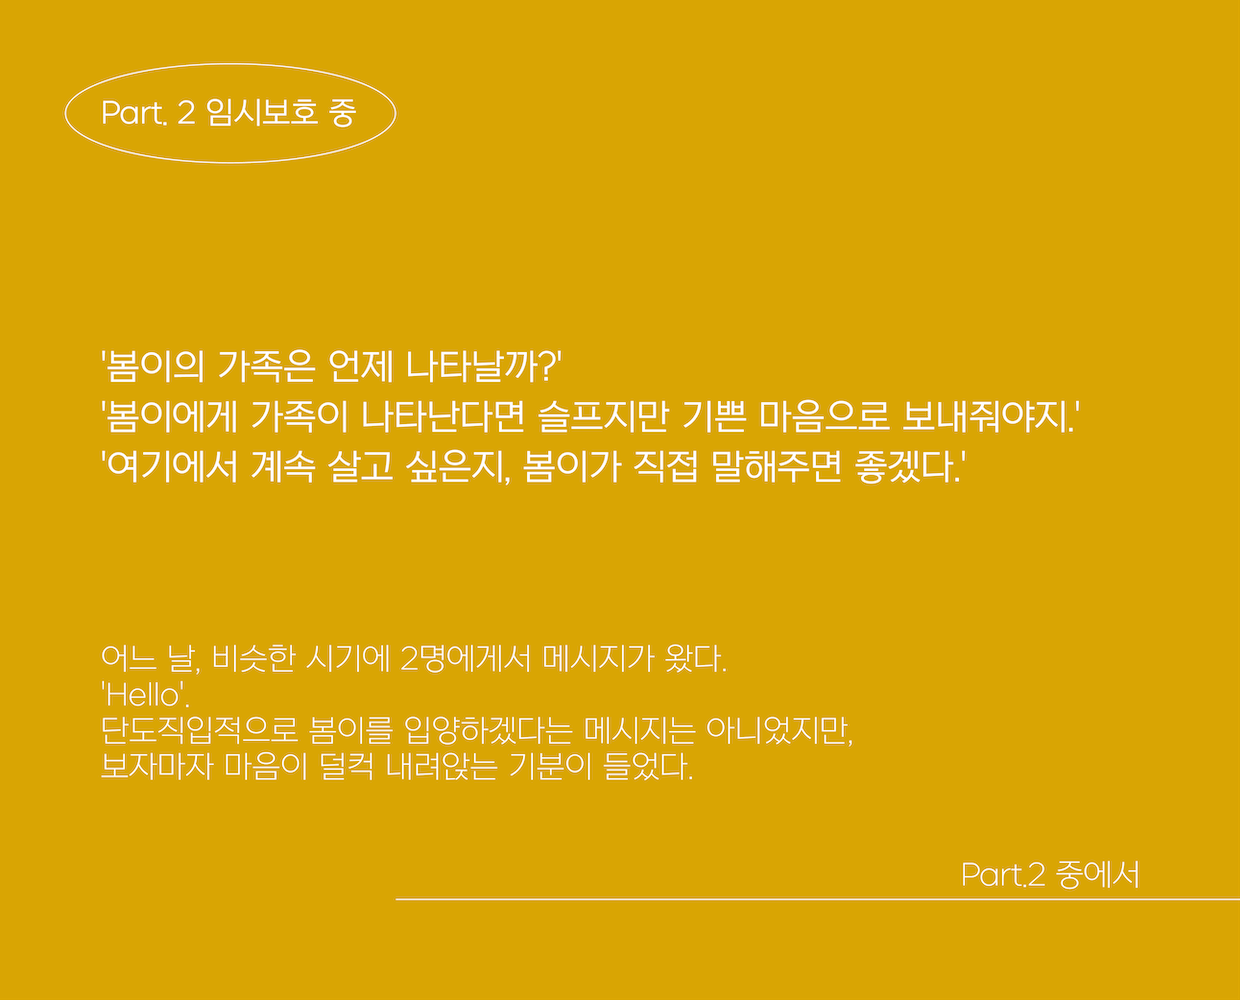 Part. 2 임시보호 중
'봄이의 가족은 언제 나타날까?'
'봄이에게 가족이 나타난다면 슬프지만 기쁜 마음으로 보내줘야지.'
'여기에서 계속 살고 싶은지, 봄이가 직접 말해주면 좋겠다.'
어느 날, 비슷한 시기에 2명에게서 메시지가 왔다.
'Hello'.
단도직입적으로 봄이를 입양하겠다는 메시지는 아니었지만,
보자마자 마음이 덜컥 내려앉는 기분이 들었다.
Part.2 중에서